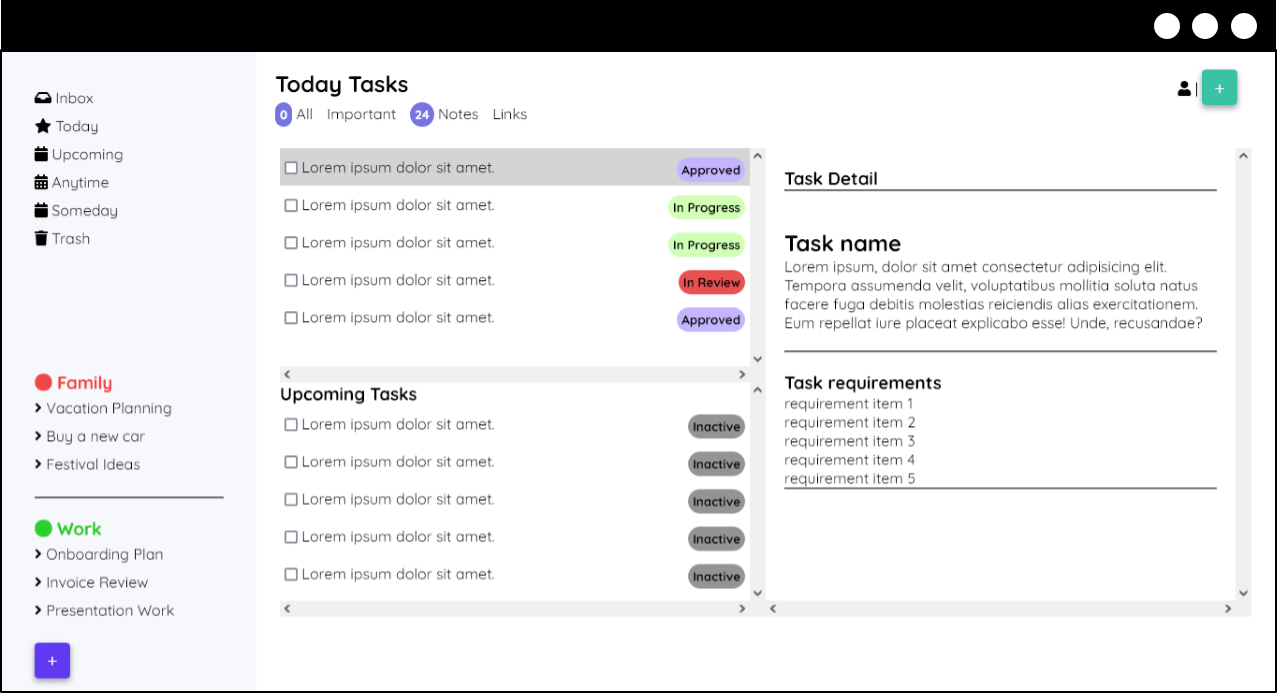 Inbox
Today
Upcoming
Anytime
Someday
Trash
Family
Vacation Planning
Buy a new car
Festival Ideas
Work
Onboarding Plan
Invoice Review
Presentation Work
+
Today Tasks
0 All Important 24 Notes Links
| +
Lorem ipsum dolor sit amet. Approved
Lorem ipsum dolor sit amet. In Progress
Lorem ipsum dolor sit amet. In Progress
Lorem ipsum dolor sit amet. In Review
Lorem ipsum dolor sit amet. Approved
Upcoming Tasks
Lorem ipsum dolor sit amet. Inactive
Lorem ipsum dolor sit amet. Inactive
Lorem ipsum dolor sit amet. Inactive
Lorem ipsum dolor sit amet. Inactive
Lorem ipsum dolor sit amet. Inactive
Task Detail
Task name
Lorem ipsum, dolor sit amet consectetur adipisicing elit.
Tempora assumenda velit, voluptatibus mollitia soluta natus
facere fuga debitis molestias reiciendis alias exercitationem.
Eum repellat iure placeat explicabo esse! Unde, recusandae?
Task requirements
requirement item 1
requirement item 2
requirement item 3
requirement item 4
requirement item 5